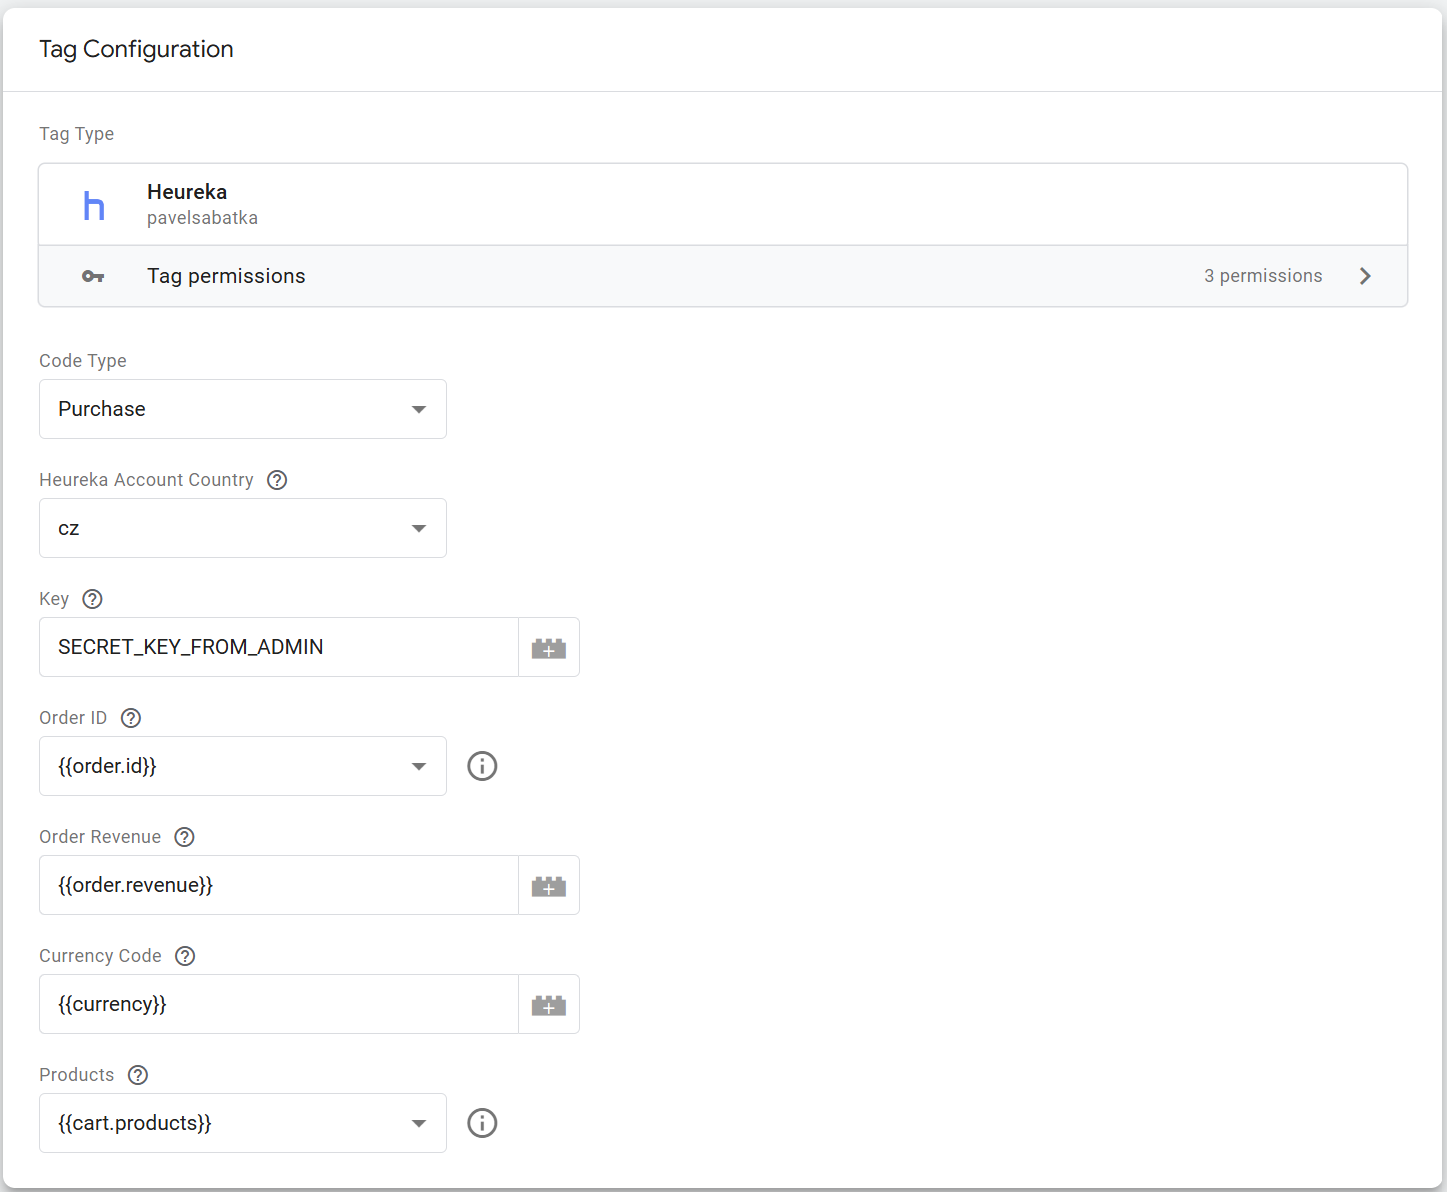 Tag Configuration
Tag Type
h
Heureka
pavelsabatka
Tag permissions
3 permissions
Code Type
Purchase
Heureka Account Country
cz
Key
SECRET_KEY_FROM_ADMIN
Order ID
{{order.id}}
Order Revenue
{{order.revenue}}
Currency Code
{{currency}}
Products
{{cart.products}}